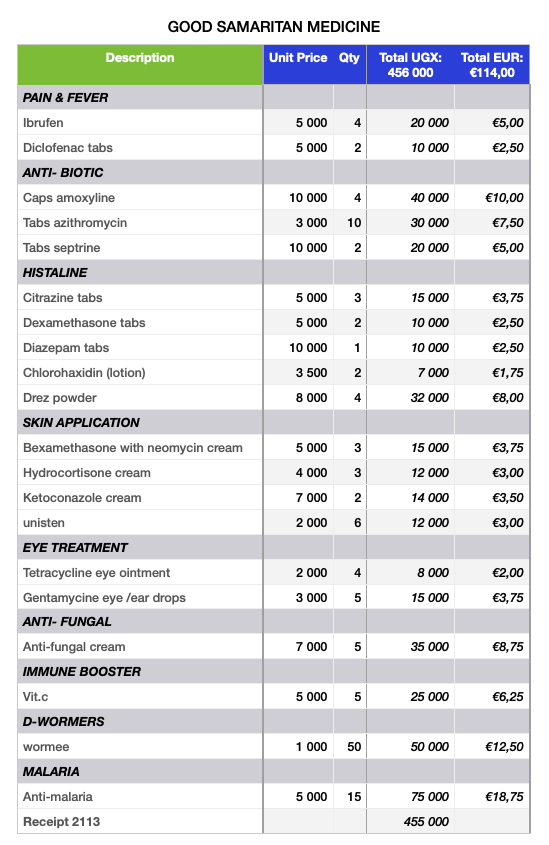 GOOD SAMARITAN MEDICINE
Description Unit Price Qty Total UGX: 456 000 Total EUR: €114,00
PAIN & FEVER
Ibrufen 5 000 4 20 000 €5,00
Diclofenac tabs 5 000 2 10 000 €2,50
ANTI- BIOTIC
Caps amoxyline 10 000 4 40 000 €10,00
Tabs azithromycin 3 000 10 30 000 €7,50
Tabs septrine 10 000 2 20 000 €5,00
HISTALINE
Citrazine tabs 5 000 3 15 000 €3,75
Dexamethasone tabs 5 000 2 10 000 €2,50
Diazepam tabs 10 000 1 10 000 €2,50
Chlorohaxidin (lotion) 3 500 2 7 000 €1,75
Drez powder 8 000 4 32 000 €8,00
SKIN APPLICATION
Bexamethasone with neomycin cream 5 000 3 15 000 €3,75
Hydrocortisone cream 4 000 3 12 000 €3,00
Ketoconazole cream 7 000 2 14 000 €3,50
unisten 2 000 6 12 000 €3,00
EYE TREATMENT
Tetracycline eye ointment 2 000 4 8 000 €2,00
Gentamycine eye /ear drops 3 000 5 15 000 €3,75
ANTI- FUNGAL
Anti-fungal cream 7 000 5 35 000 €8,75
IMMUNE BOOSTER
Vit.c 5 000 5 25 000 €6,25
D-WORMERS
wormee 1 000 50 50 000 €12,50
MALARIA
Anti-malaria 5 000 15 75 000 €18,75
Receipt 2113 455 000